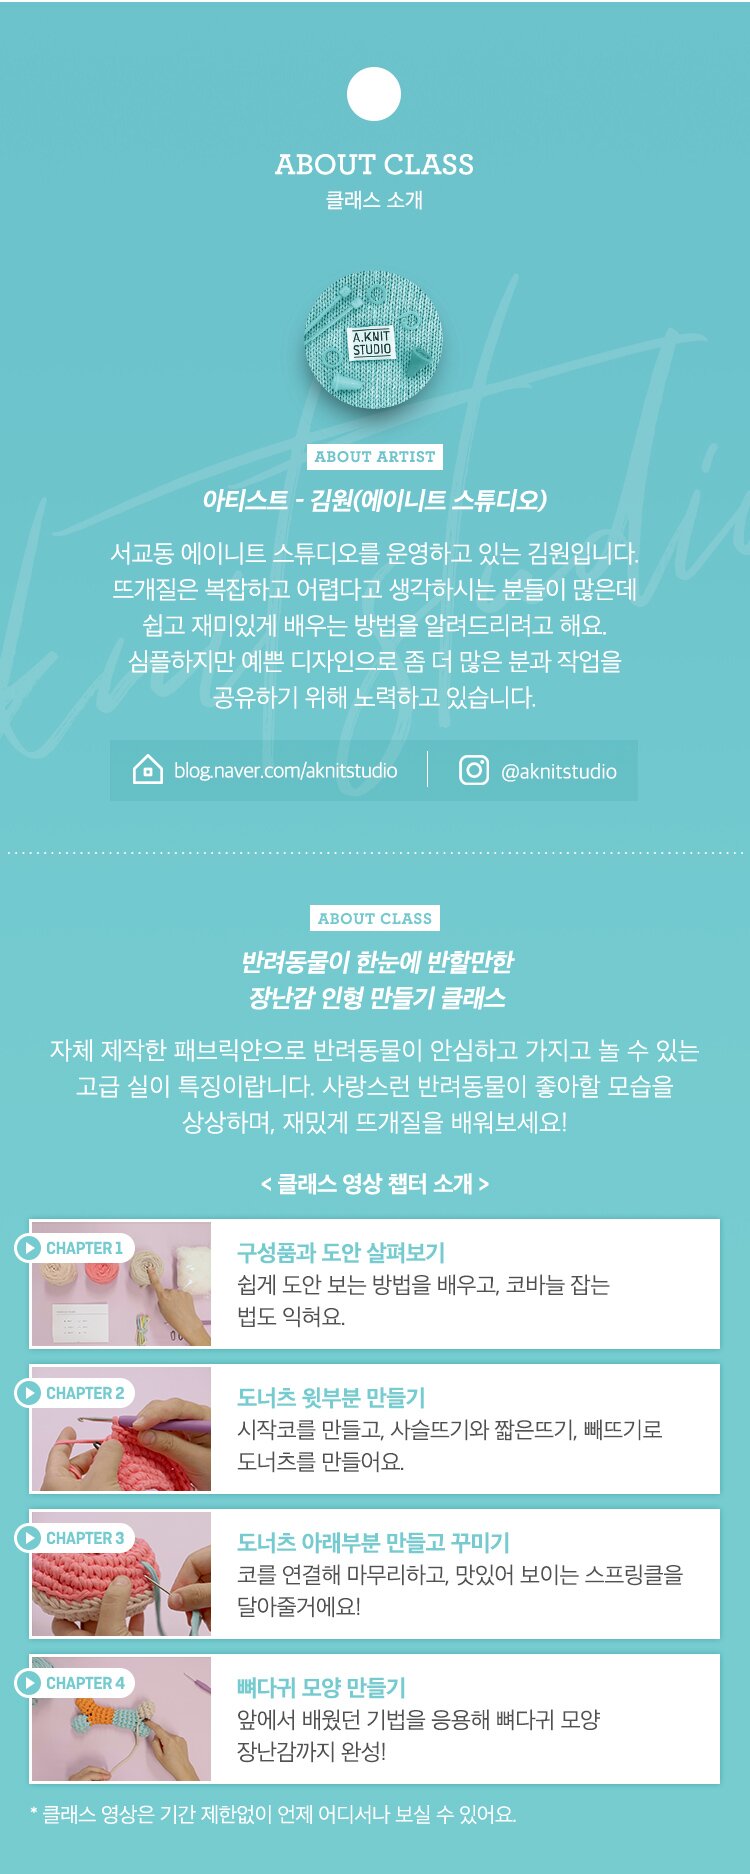 ABOUT CLASS
클래스 소개
A.KNIT
STUDIO
ABOUT ARTIST
아티스트 - 김원(에이니트 스튜디오)
서교동 에이니트 스튜디오를 운영하고 있는 김원입니다.
뜨개질은 복잡하고 어렵다고 생각하시는 분들이 많은데
쉽고 재미있게 배우는 방법을 알려드리려고 해요.
심플하지만 예쁜 디자인으로 좀 더 많은 분과 작업을
공유하기 위해 노력하고 있습니다.
blog.naver.com/aknitstudio
@aknitstudio
ABOUT CLASS
반려동물이 한눈에 반할만한
장난감 인형 만들기 클래스
자체 제작한 패브릭얀으로 반려동물이 안심하고 가지고 놀 수 있는
고급 실이 특징이랍니다. 사랑스런 반려동물이 좋아할 모습을
상상하며, 재밌게 뜨개질을 배워보세요!
< 클래스 영상 챕터 소개 >
CHAPTER 1
구성품과 도안 살펴보기
쉽게 도안 보는 방법을 배우고, 코바늘 잡는
법도 익혀요.
CHAPTER 2
도너츠 윗부분 만들기
시작코를 만들고, 사슬뜨기와 짧은뜨기, 빼뜨기로
도너츠를 만들어요.
CHAPTER 3
도너츠 아래부분 만들고 꾸미기
코를 연결해 마무리하고, 맛있어 보이는 스프링클을
달아줄거에요!
CHAPTER 4
뼈다귀 모양 만들기
앞에서 배웠던 기법을 응용해 뼈다귀 모양
장난감까지 완성!
* 클래스 영상은 기간 제한없이 언제 어디서나 보실 수 있어요.